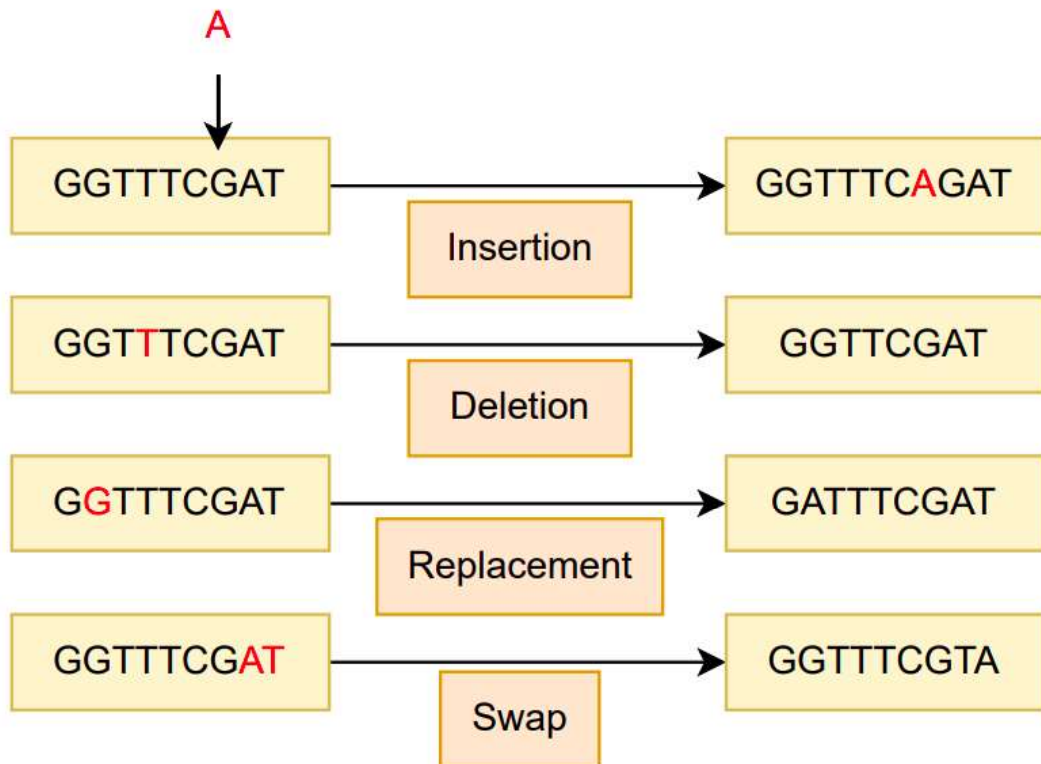 A
GGTTTCGAT
GGTTTCAGAT
Insertion
GGTTTCGAT
GGTTCGAT
Deletion
GGTTTCGAT
GATTTCGAT
Replacement
GGTTTCGAT
GGTTTCGTA
Swap